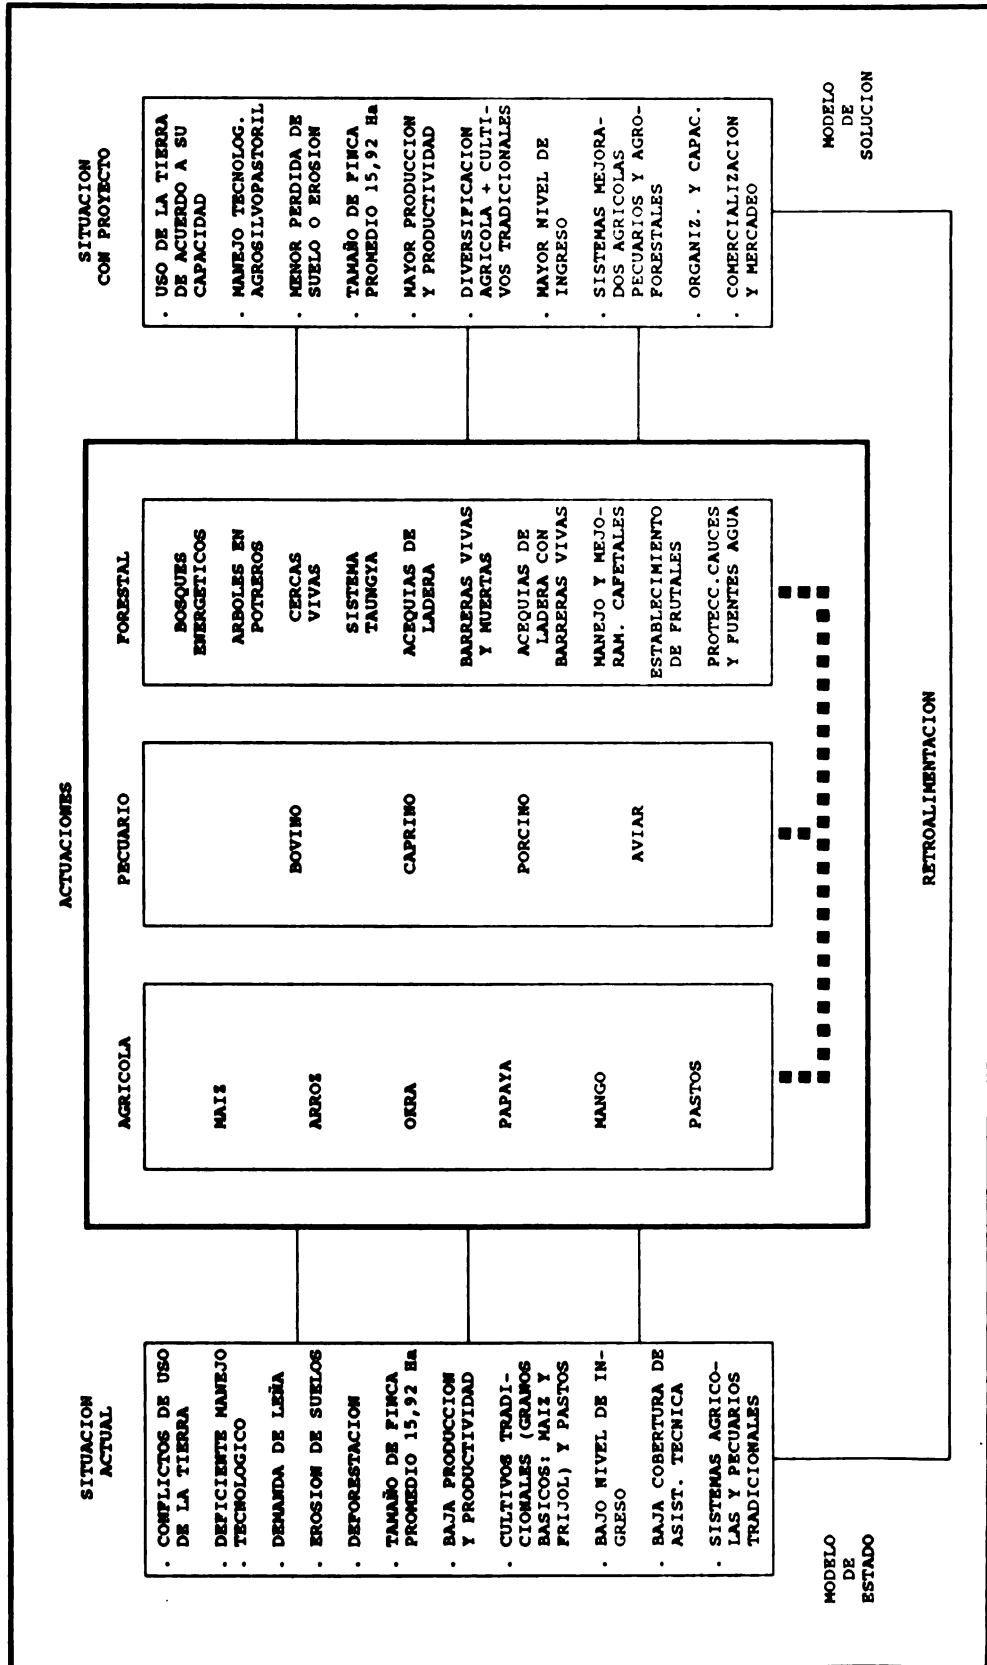 SITUACION
ACTUAL
. CONFLICTOS DE USO
DE LA TIERRA
. DEFICIENTE MANEJO
. TECNOLOGICO
. DEMANDA DE LEÑA
. EROSION DE SUELOS
. DEFORESTACION
. TAMAÑO DE FINCA
PROMEDIO 15,92 Ha
. BAJA PRODUCCION
Y PRODUCTIVIDAD
. CULTIVOS TRADI-
CIONALES (GRANOS
BASICOS: MAIZ Y
FRIJOL) Y PASTOS
. BAJO NIVEL DE IN-
GRESO
. BAJA COBERTURA DE
ASIST. TECNICA
. SISTEMAS AGRICO-
LAS Y PECUARIOS
TRADICIONALES
MODELO
DE
ESTADO
ACTUACIONES
AGRICOLA
MAIZ
ARROZ
OKRA
PAPAYA
MANGO
PASTOS
PECUARIO
BOVINO
CAPRINO
PORCINO
AVIAR
FORESTAL
BOSQUES
ENERGETICOS
ARBOLES EN
POTREROS
CERCAS
VIVAS
SISTEMA
TAUNGYA
ACEQUIAS DE
LADERA
BARRERAS VIVAS
Y MUERTAS
ACEQUIAS DE
LADERA CON
BARRERAS VIVAS
MANEJO Y MEJO-
RAM. CAFETALES
ESTABLECIMIENTO
DE FRUTALES
PROTECC.CAUCES
Y FUENTES AGUA
SITUACION
CON PROYECTO
. USO DE LA TIERRA
DE ACUERDO A SU
CAPACIDAD
. MANEJO TECNOLOG.
AGROSILVOPASTORIL
. MENOR PERDIDA DE
SUELO O EROSION
. TAMAÑO DE FINCA
PROMEDIO 15,92 Ha
. MAYOR PRODUCCION
Y PRODUCTIVIDAD
. DIVERSIFICACION
AGRICOLA + CULTI-
VOS TRADICIONALES
. MAYOR NIVEL DE
INGRESO
. SISTEMAS MEJORA-
DOS AGRICOLAS
PECUARIOS Y AGRO-
FORESTALES
. ORGANIZ. Y CAPAC.
. COMERCIALIZACION
Y MERCADEO
MODELO
DE
SOLUCION
RETROALIMENTACION